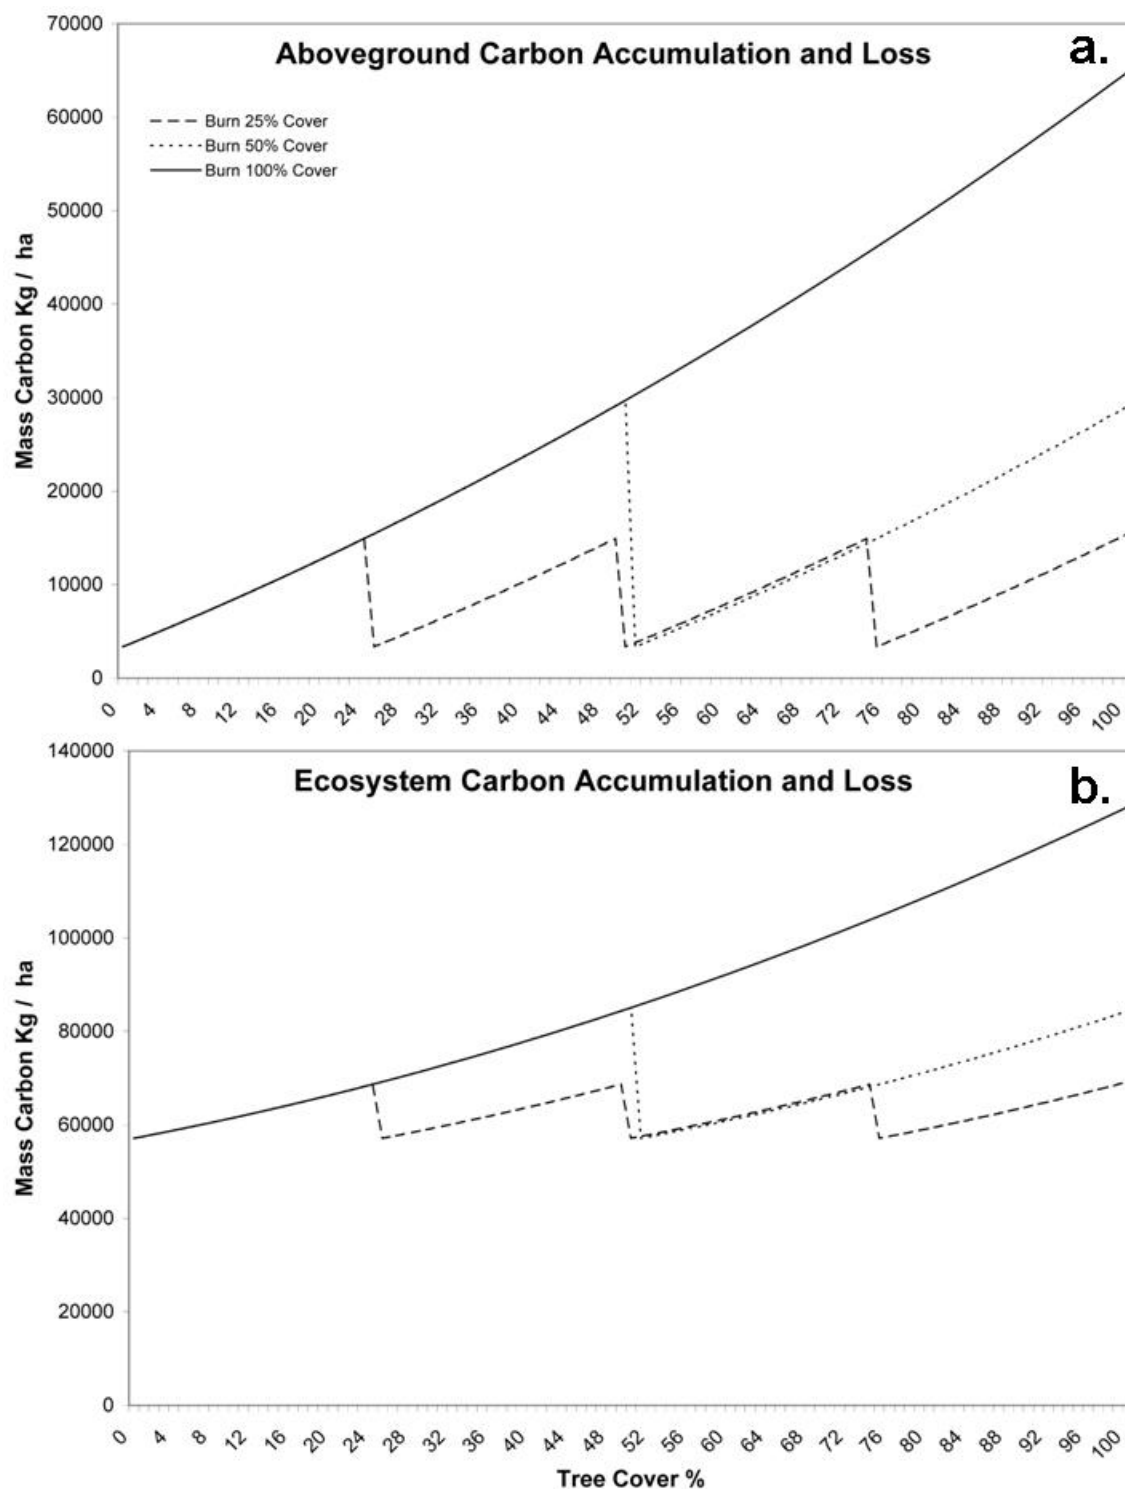 Aboveground Carbon Accumulation and Loss
a.
Burn 25% Cover
Burn 50% Cover
Burn 100% Cover
Mass Carbon Kg / ha
70000
60000
50000
40000
30000
20000
10000
0
0 4 8 12 16 20 24 28 32 36 40 44 48 52 56 60 64 68 72 76 80 84 88 92 96 100
Ecosystem Carbon Accumulation and Loss
b.
Mass Carbon Kg / ha
140000
120000
100000
80000
60000
40000
20000
0
0 4 8 12 16 20 24 28 32 36 40 44 48 52 56 60 64 68 72 76 80 84 88 92 96 100
Tree Cover %